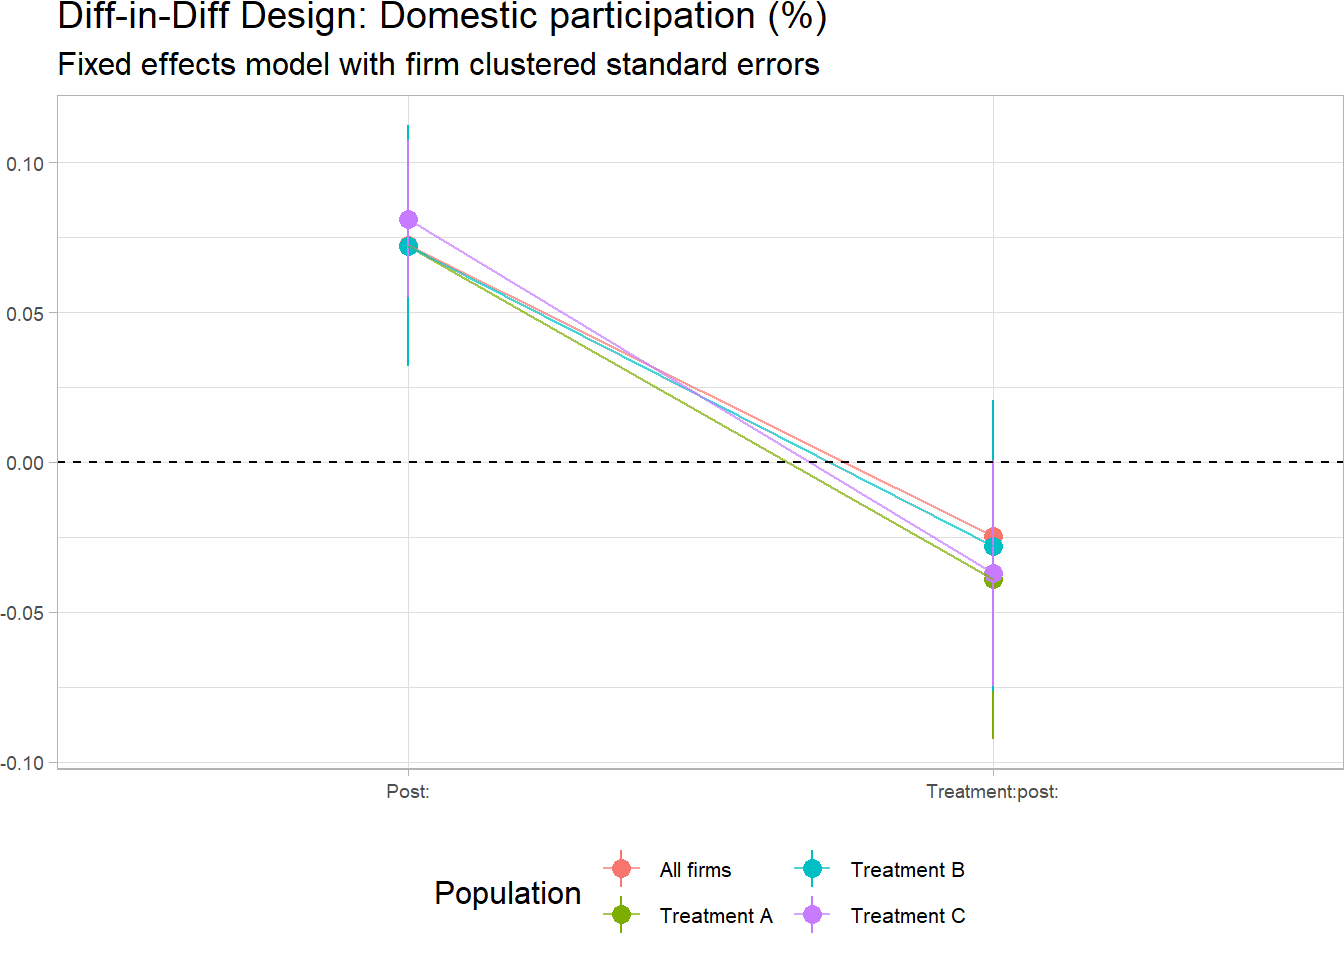 Diff-in-Diff Design: Domestic participation (%)
Fixed effects model with firm clustered standard errors
0.10
0.05
0.00
-0.05
-0.10
Post:
Treatment:post:
Population
All firms
Treatment B
Treatment A
Treatment C